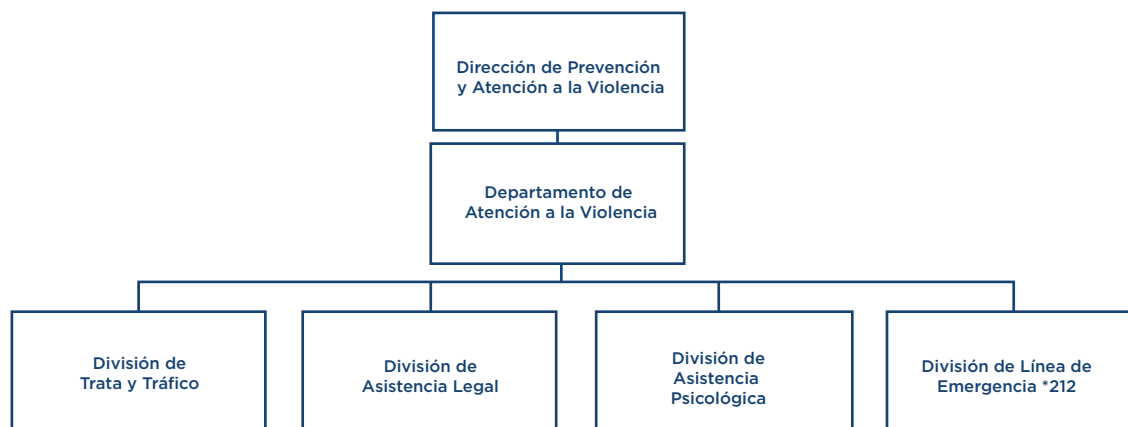 Dirección de Prevención
y Atención a la Violencia
Departamento de
Atención a la Violencia
División de
Trata y Tráfico
División de
Asistencia Legal
División de
Asistencia
Psicológica
División de Línea de
Emergencia *212